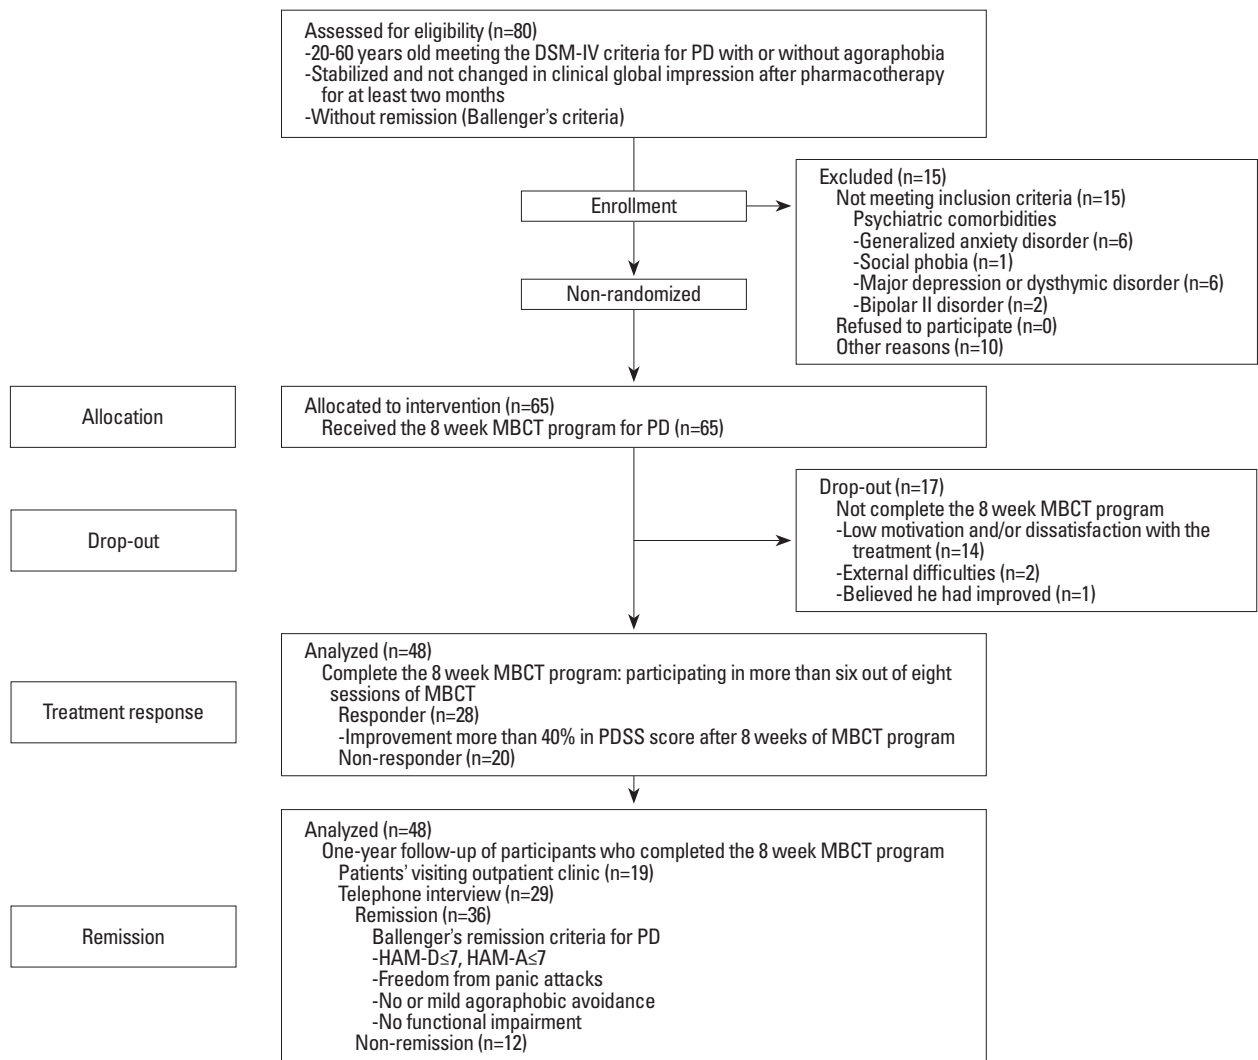 Assessed for eligibility (n=80)
-20-60 years old meeting the DSM-IV criteria for PD with or without agoraphobia
-Stabilized and not changed in clinical global impression after pharmacotherapy
for at least two months
-Without remission (Ballenger's criteria)
Enrollment
Excluded (n=15)
Not meeting inclusion criteria (n=15)
Psychiatric comorbidities
-Generalized anxiety disorder (n=6)
-Social phobia (n=1)
-Major depression or dysthymic disorder (n=6)
-Bipolar II disorder (n=2)
Refused to participate (n=0)
Other reasons (n=10)
Non-randomized
Allocation
Allocated to intervention (n=65)
Received the 8 week MBCT program for PD (n=65)
Drop-out
Drop-out (n=17)
Not complete the 8 week MBCT program
-Low motivation and/or dissatisfaction with the
treatment (n=14)
-External difficulties (n=2)
-Believed he had improved (n=1)
Treatment response
Analyzed (n=48)
Complete the 8 week MBCT program: participating in more than six out of eight
sessions of MBCT
Responder (n=28)
-Improvement more than 40% in PDSS score after 8 weeks of MBCT program
Non-responder (n=20)
Remission
Analyzed (n=48)
One-year follow-up of participants who completed the 8 week MBCT program
Patients' visiting outpatient clinic (n=19)
Telephone interview (n=29)
Remission (n=36)
Ballenger's remission criteria for PD
-HAM-D≤7, HAM-A≤7
-Freedom from panic attacks
-No or mild agoraphobic avoidance
-No functional impairment
Non-remission (n=12)